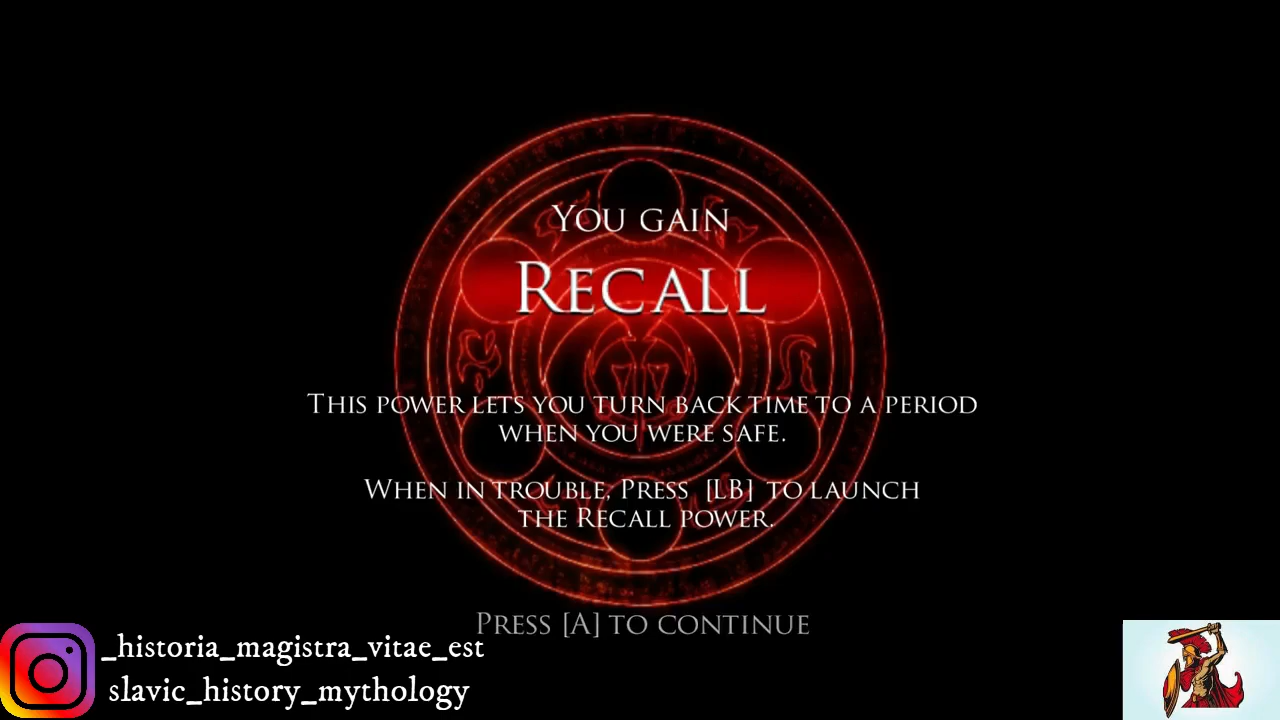 You gain
Recall
This power lets you turn back time to a period
when you were safe.
When in trouble, Press [LB] to launch
the Recall power.
Press [A] to continue
_historia_magistra_vitae_est
slavic_history_mythology